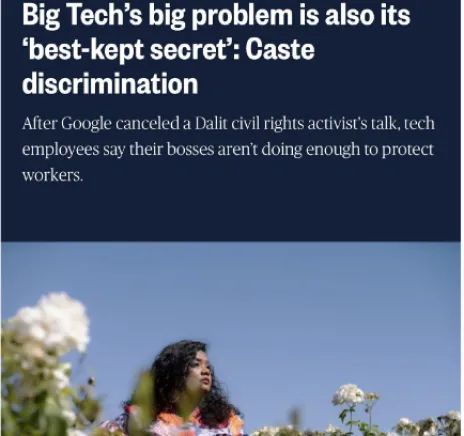 Big Tech’s big problem is also its
‘best-kept secret’: Caste
discrimination
After Google canceled a Dalit civil rights activist’s talk, tech
employees say their bosses aren’t doing enough to protect
workers.